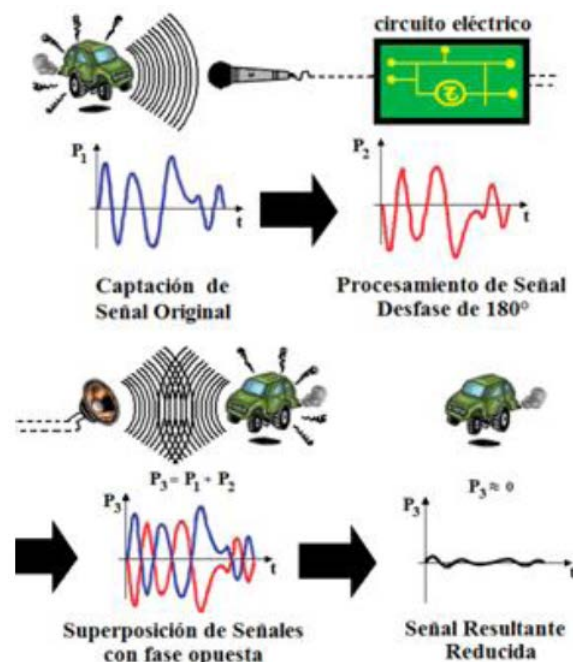 circuito eléctrico
P1
t
P2
t
Captación de
Señal Original
Procesamiento de Señal
Desfase de 180°
P3 = P1 + P2
P3 ≈ 0
P3
t
P3
t
Superposición de Señales
con fase opuesta
Señal Resultante
Reducida